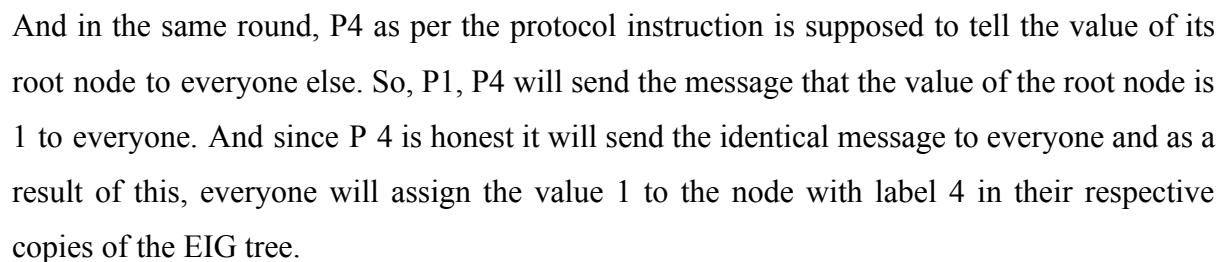 And in the same round, P4 as per the protocol instruction is supposed to tell the value of its
root node to everyone else. So, P1, P4 will send the message that the value of the root node is
1 to everyone. And since P 4 is honest it will send the identical message to everyone and as a
result of this, everyone will assign the value 1 to the node with label 4 in their respective
copies of the EIG tree.